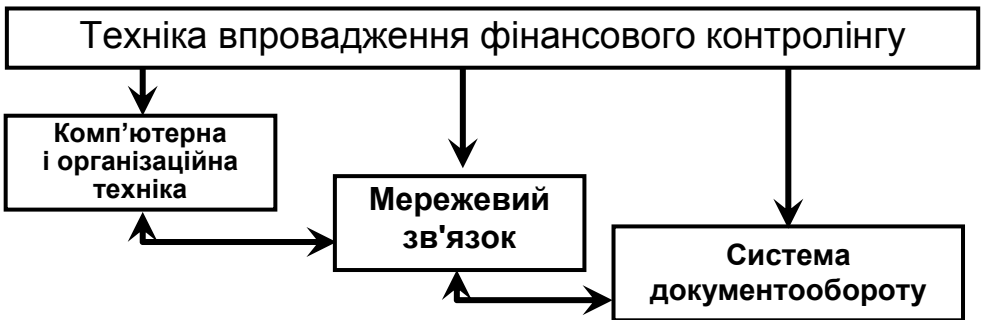 Техніка впровадження фінансового контролінгу
Комп’ютерна
і організаційна
техніка
Мережевий
зв'язок
Система
документообороту